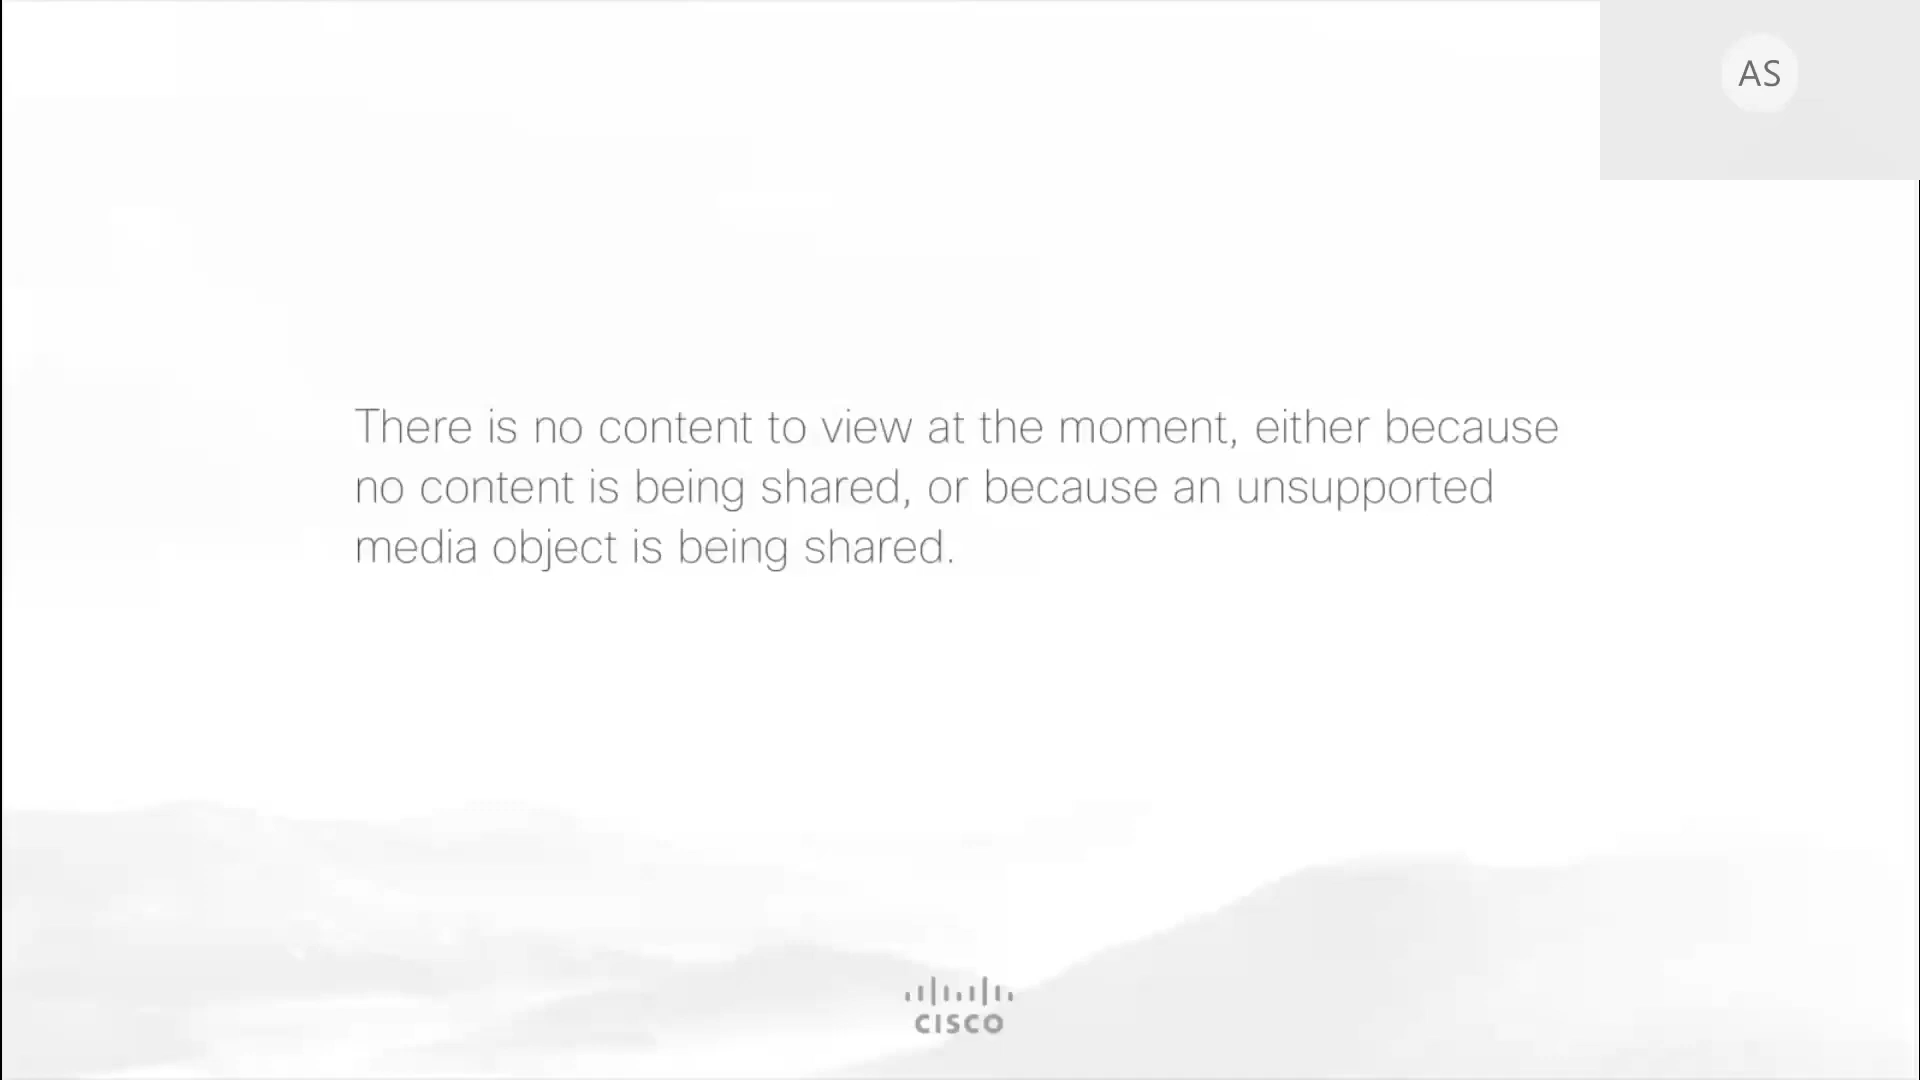 AS
There is no content to view at the moment, either because
no content is being shared, or because an unsupported
media object is being shared.
CISCO